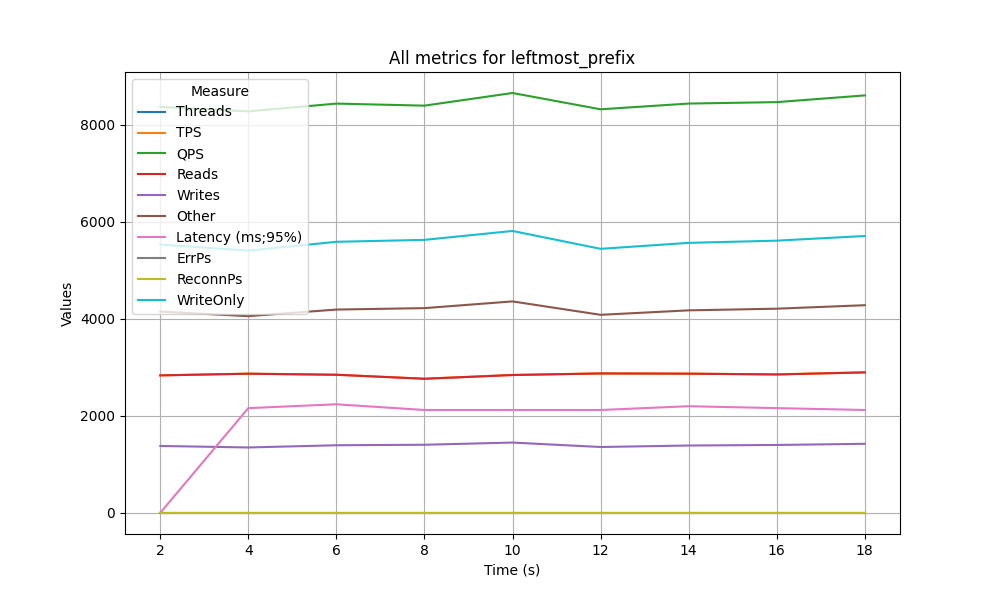 All metrics for leftmost_prefix
Measure
Threads
TPS
QPS
Reads
Writes
Other
Latency (ms;95%)
ErrPs
ReconnPs
WriteOnly
Values
8000
6000
4000
2000
0
2 4 6 8 10 12 14 16 18
Time (s)